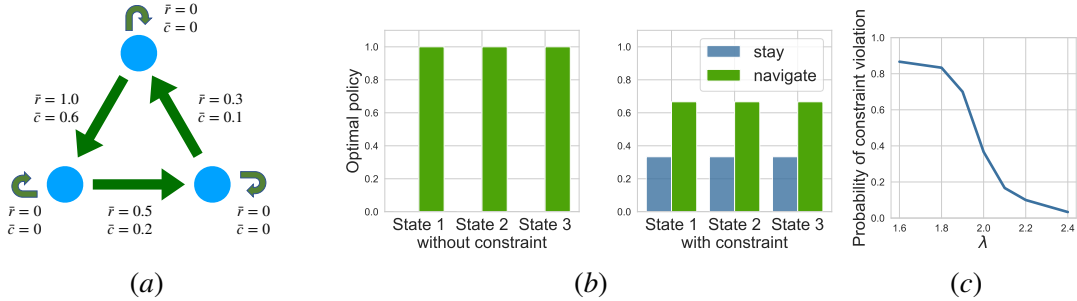 r̄ = 0
c̄ = 0
r̄ = 1.0
c̄ = 0.6
r̄ = 0.3
c̄ = 0.1
r̄ = 0
c̄ = 0
r̄ = 0.5
c̄ = 0.2
r̄ = 0
c̄ = 0
(a)
Optimal policy
1.0
0.8
0.6
0.4
0.2
0.0
State 1 State 2 State 3
without constraint
1.0
0.8
0.6
0.4
0.2
0.0
stay
navigate
State 1 State 2 State 3
with constraint
(b)
Probability of constraint violation
1.0
0.8
0.6
0.4
0.2
0.0
1.6 1.8 2.0 2.2 2.4
λ
(c)